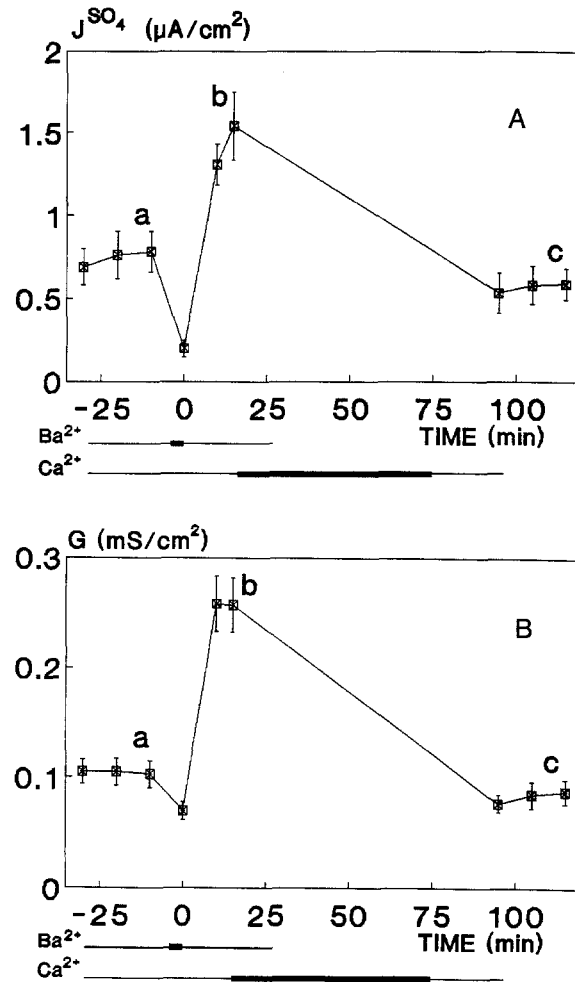 J^SO4 (µA/cm²)
2
b
A
1.5
a
1
c
0.5
0
-25 0 25 50 75 100
Ba²⁺
TIME (min)
Ca²⁺
G (mS/cm²)
0.3
b
B
0.2
a
c
0.1
0
-25 0 25 50 75 100
Ba²⁺
TIME (min)
Ca²⁺